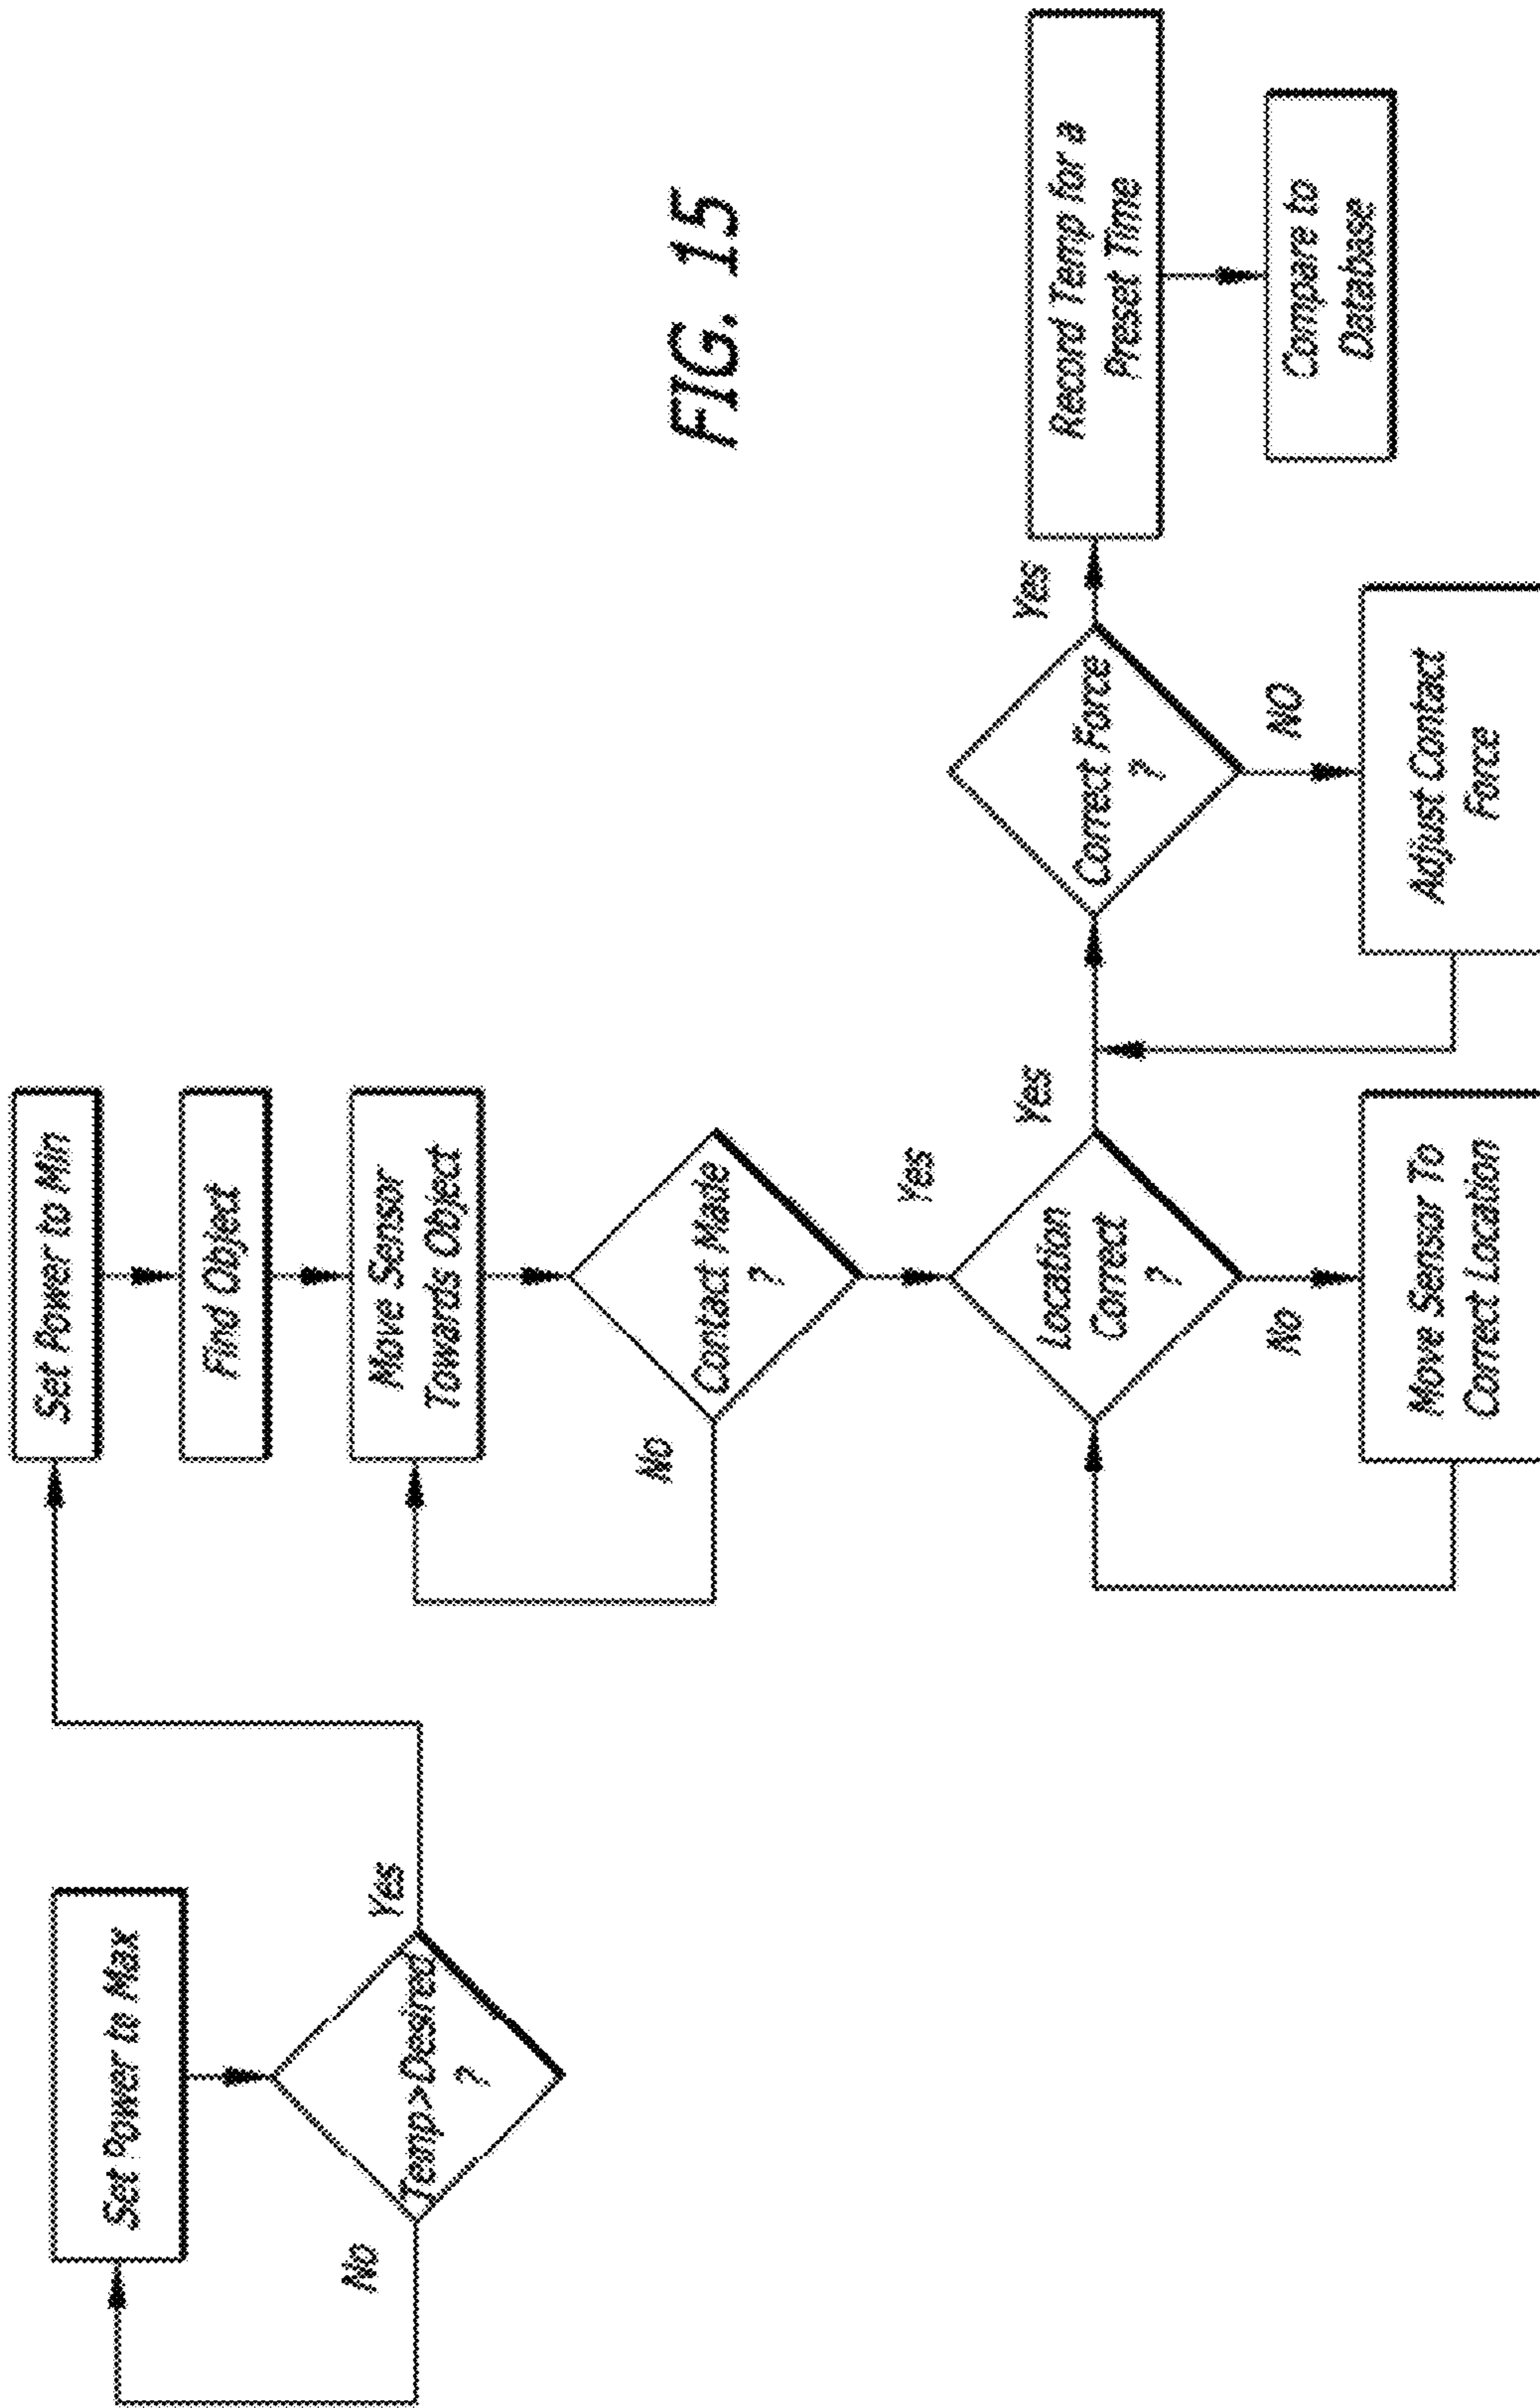 Set Power to Max
Temp>Desired
?
No
Yes
Set Power to Min
Find Object
Move Sensor
Towards Object
Contact Made
?
No
Yes
Location
Correct
?
No
Yes
Move Sensor To
Correct Location
Correct Force
?
NO
Yes
Adjust Contact
Force
Record Temp for a
Preset Time
Compare to
Database
FIG. 15